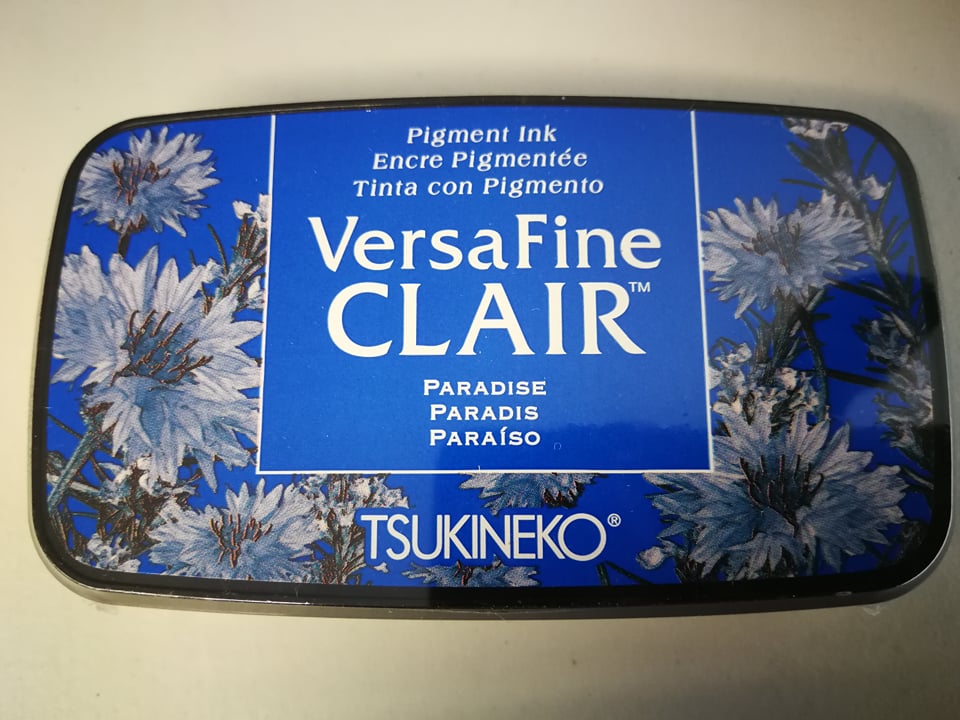 Pigment Ink
Encre Pigmentée
Tinta con Pigmento
VersaFine
CLAIR™
PARADISE
PARADIS
PARAÍSO
TSUKINEKO®